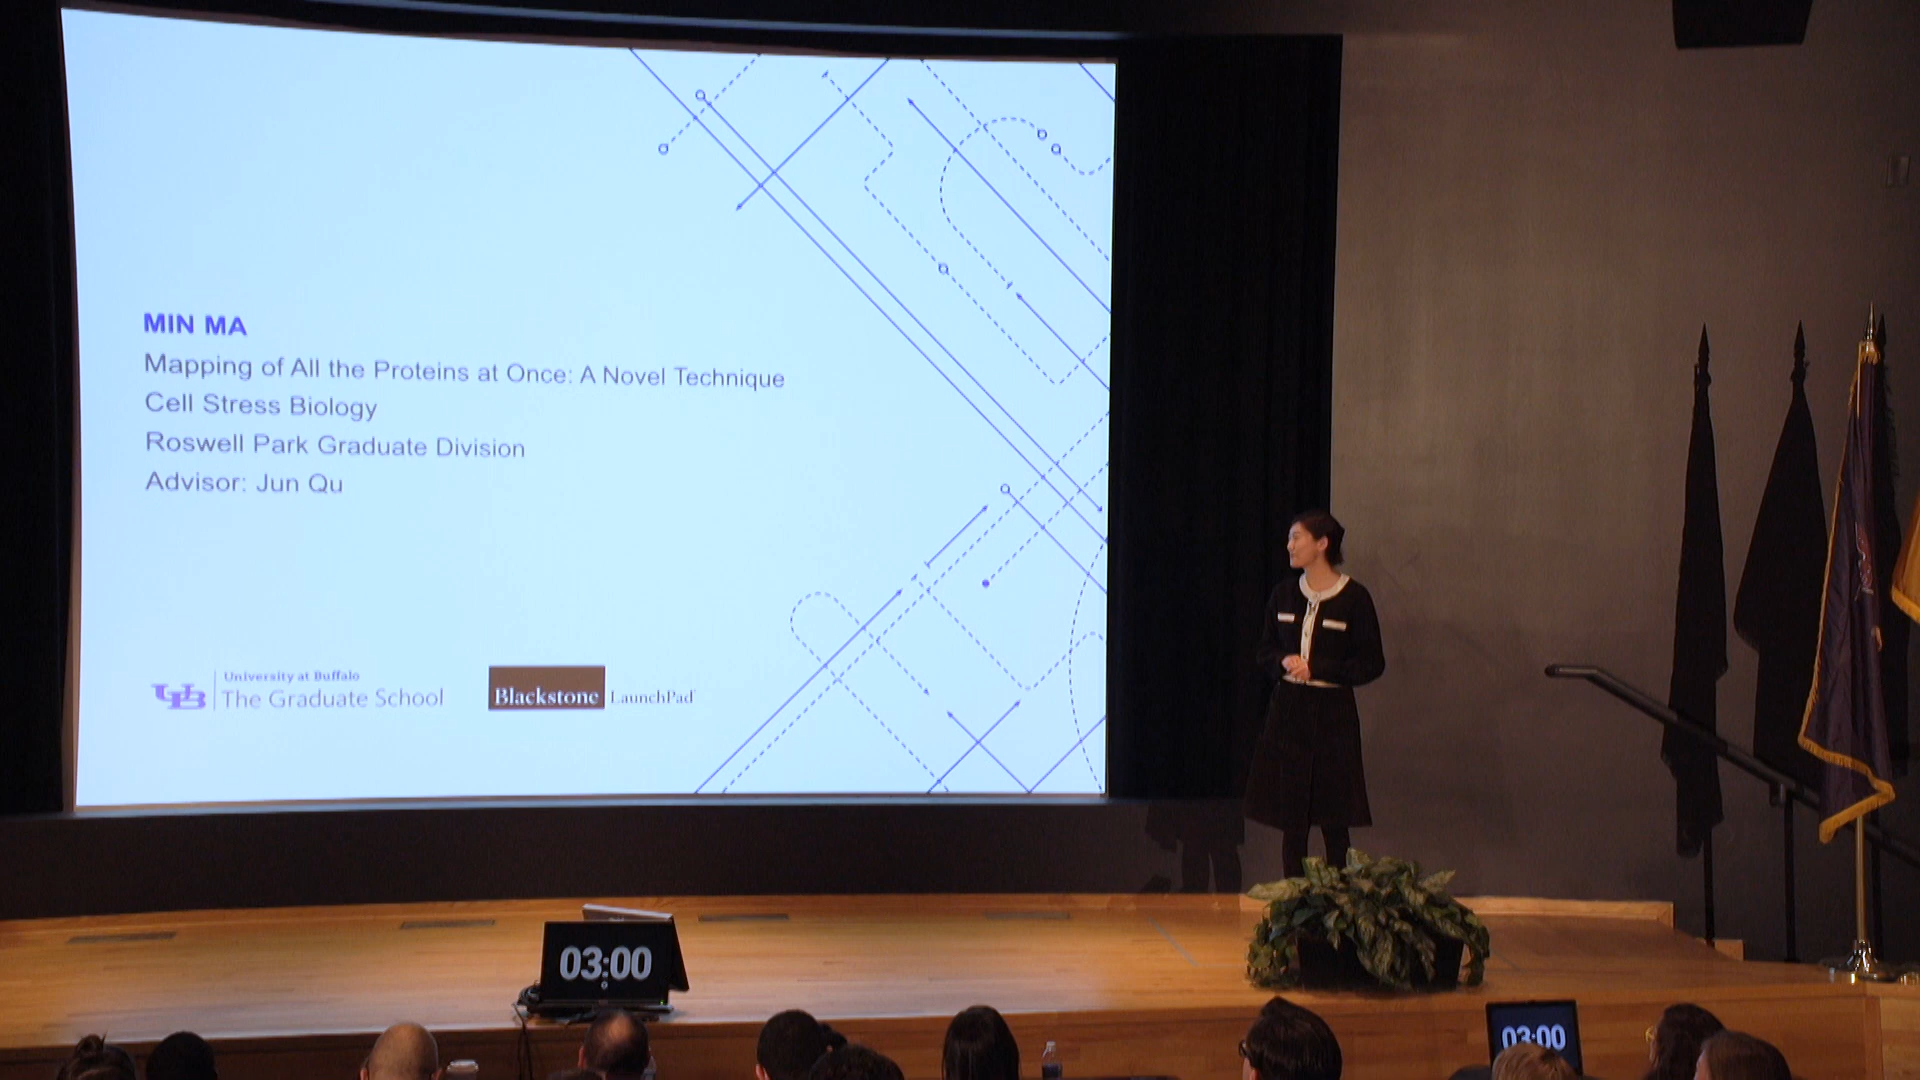 MIN MA
Mapping of All the Proteins at Once: A Novel Technique
Cell Stress Biology
Roswell Park Graduate Division
Advisor: Jun Qu
UB
University at Buffalo
The Graduate School
Blackstone LaunchPad
03:00
03:00